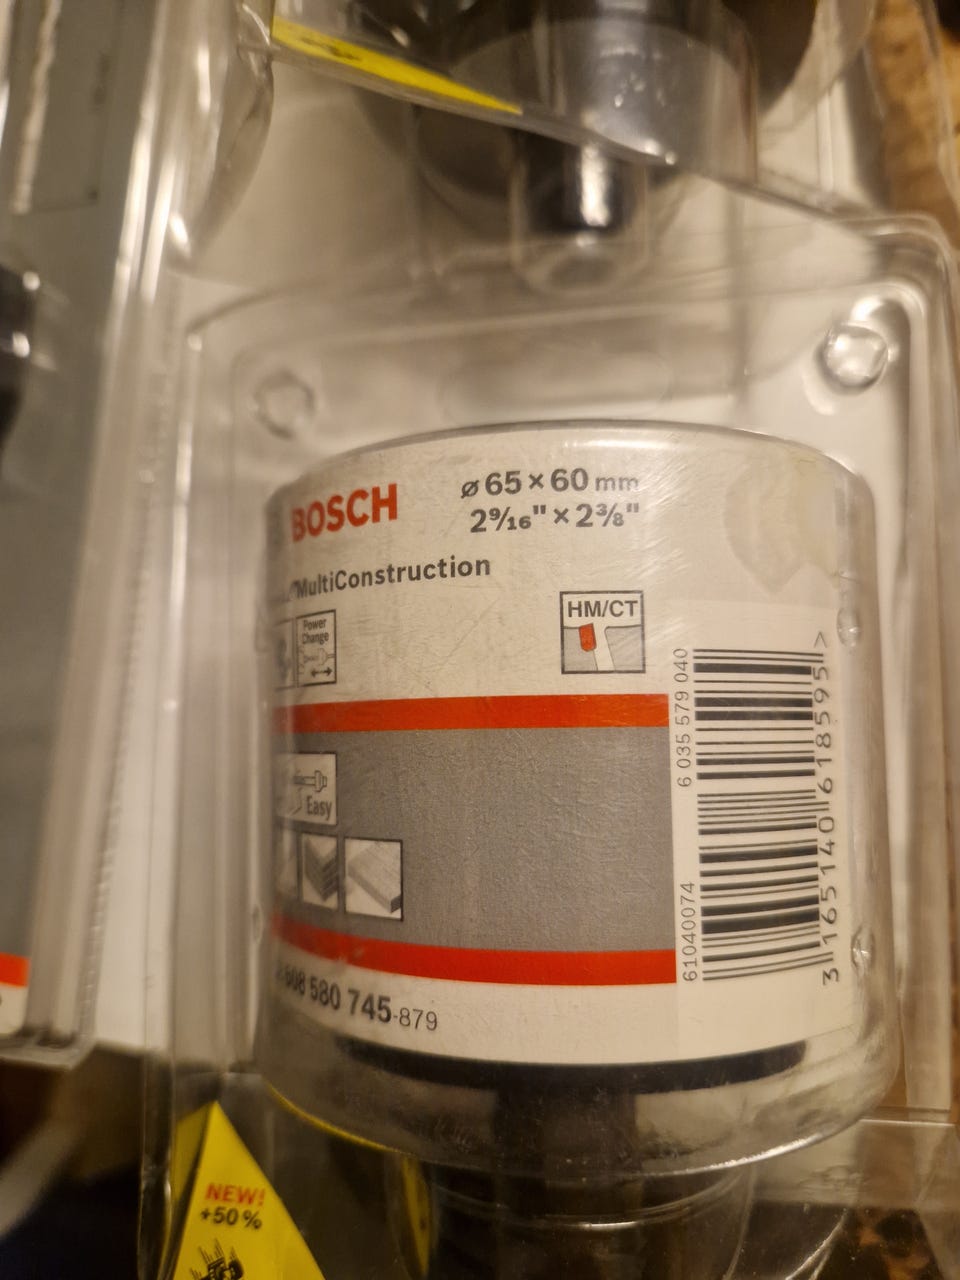 BOSCH
ø 65 × 60 mm
2⁹⁄₁₆" × 2³⁄₈"
MultiConstruction
Power
Change
HM/CT
Easy
608 580 745-879
6 035 579 040
61040074
3 165140 618595 >
NEW!
+50%